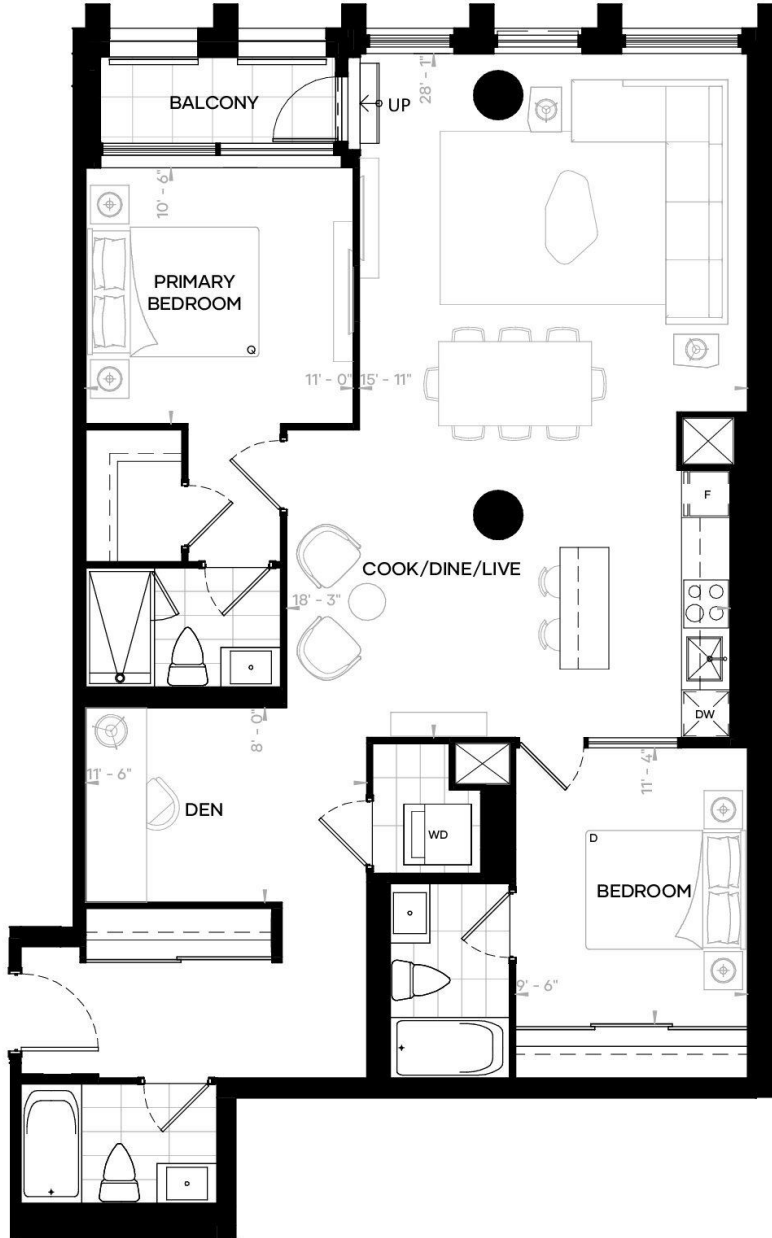 BALCONY
UP
28' - 1"
10' - 6"
PRIMARY
BEDROOM
Q
11' - 0"
15' - 11"
F
COOK/DINE/LIVE
18' - 3"
DW
8' - 0"
11' - 6"
11' - 4"
DEN
WD
D
BEDROOM
9' - 6"